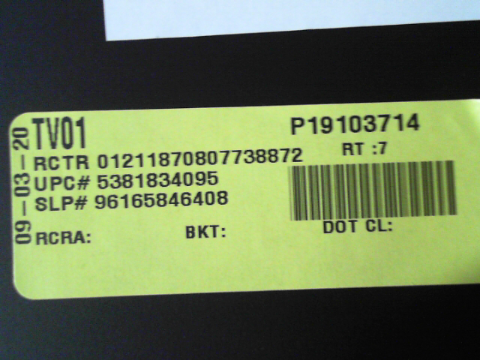 09-03-20
TV01
P19103714
RCTR 01211870807738872
RT :7
UPC# 5381834095
SLP# 96165846408
RCRA:
BKT:
DOT CL: